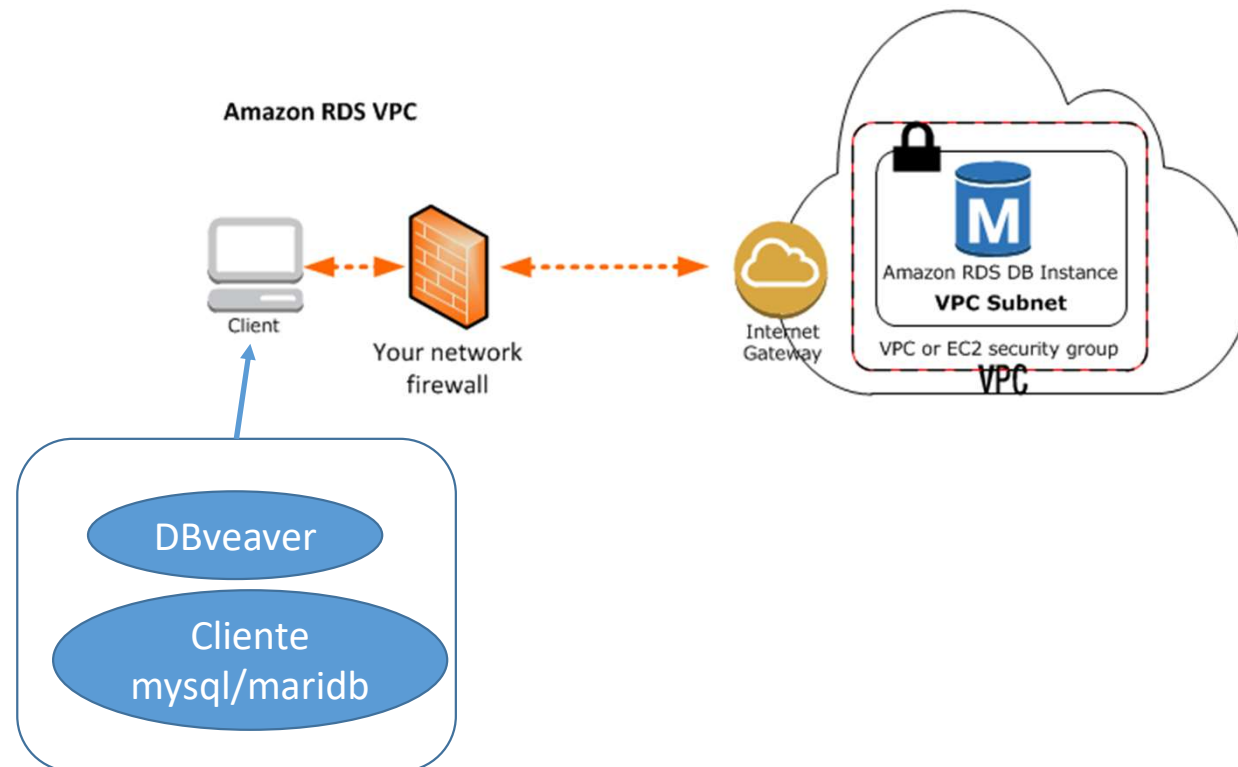 Amazon RDS VPC
Client
Your network
firewall
Internet
Gateway
M
Amazon RDS DB Instance
VPC Subnet
VPC or EC2 security group
VPC
DBveaver
Cliente
mysql/maridb